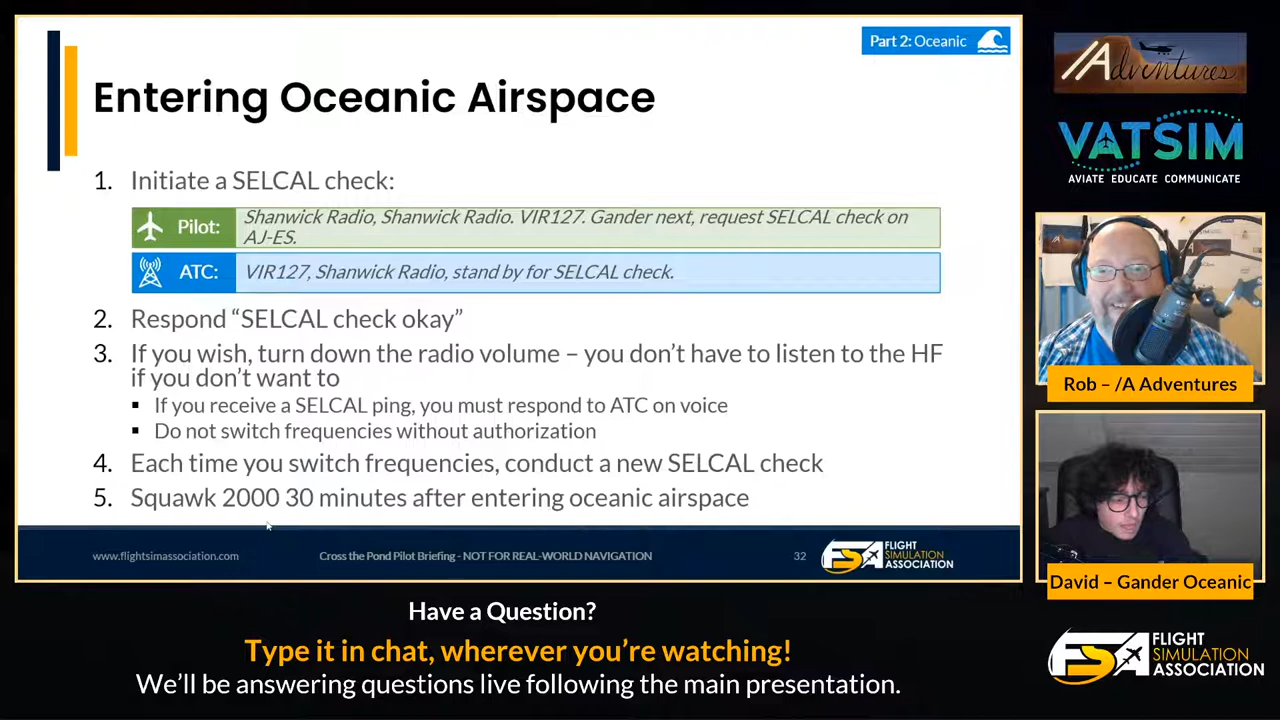 Part 2: Oceanic
Entering Oceanic Airspace
1. Initiate a SELCAL check:
Pilot:
Shanwick Radio, Shanwick Radio. VIR127. Gander next, request SELCAL check on
AJ-ES.
ATC:
VIR127, Shanwick Radio, stand by for SELCAL check.
2. Respond “SELCAL check okay”
3. If you wish, turn down the radio volume – you don’t have to listen to the HF
if you don’t want to
▪ If you receive a SELCAL ping, you must respond to ATC on voice
▪ Do not switch frequencies without authorization
4. Each time you switch frequencies, conduct a new SELCAL check
5. Squawk 2000 30 minutes after entering oceanic airspace
www.flightsimassociation.com
Cross the Pond Pilot Briefing - NOT FOR REAL-WORLD NAVIGATION
32
FSA
FLIGHT
SIMULATION
ASSOCIATION
/Adventures
VATSIM
AVIATE EDUCATE COMMUNICATE
Rob – /A Adventures
David – Gander Oceanic
Have a Question?
Type it in chat, wherever you’re watching!
We’ll be answering questions live following the main presentation.
FSA
FLIGHT
SIMULATION
ASSOCIATION